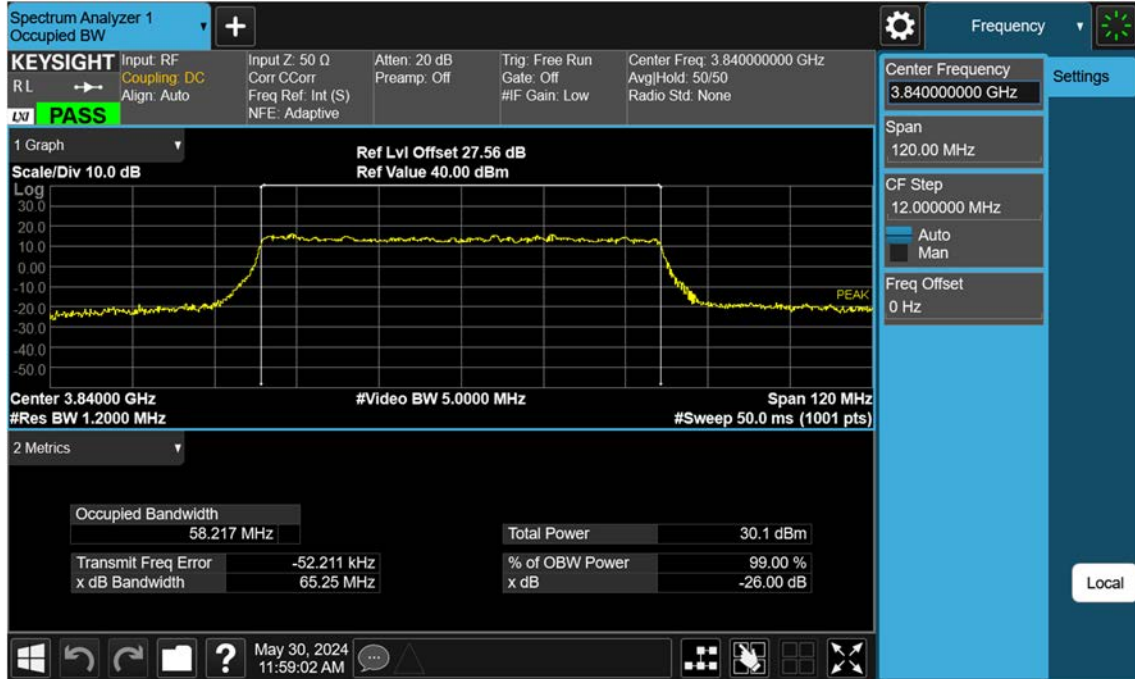 Spectrum Analyzer 1
Occupied BW
+
Frequency
KEYSIGHT
R L
LXI PASS
Input: RF
Coupling: DC
Align: Auto
Input Z: 50 Ω
Corr CCorr
Freq Ref: Int (S)
NFE: Adaptive
Atten: 20 dB
Preamp: Off
Trig: Free Run
Gate: Off
#IF Gain: Low
Center Freq: 3.840000000 GHz
Avg|Hold: 50/50
Radio Std: None
Center Frequency
3.840000000 GHz
Settings
Span
120.00 MHz
CF Step
12.000000 MHz
Auto
Man
Freq Offset
0 Hz
Local
1 Graph
Scale/Div 10.0 dB
Ref Lvl Offset 27.56 dB
Ref Value 40.00 dBm
Log
30.0
20.0
10.0
0.00
-10.0
-20.0
-30.0
-40.0
-50.0
PEAK
Center 3.84000 GHz
#Video BW 5.0000 MHz
Span 120 MHz
#Res BW 1.2000 MHz
#Sweep 50.0 ms (1001 pts)
2 Metrics
Occupied Bandwidth
58.217 MHz
Total Power 30.1 dBm
Transmit Freq Error -52.211 kHz
% of OBW Power 99.00 %
x dB Bandwidth 65.25 MHz
x dB -26.00 dB
?
May 30, 2024
11:59:02 AM